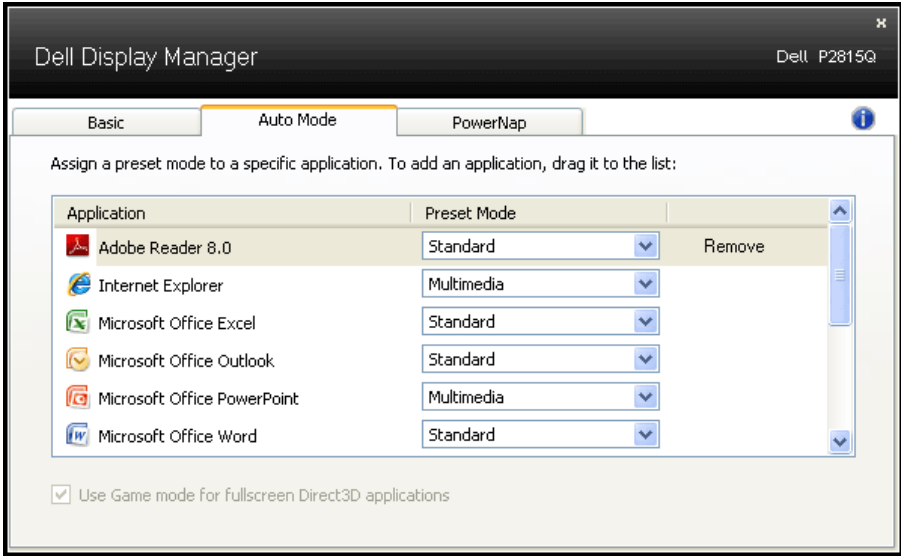 Dell Display Manager
Dell P2815Q
Basic
Auto Mode
PowerNap
Assign a preset mode to a specific application. To add an application, drag it to the list:
Application Preset Mode
Adobe Reader 8.0 Standard Remove
Internet Explorer Multimedia
Microsoft Office Excel Standard
Microsoft Office Outlook Standard
Microsoft Office PowerPoint Multimedia
Microsoft Office Word Standard
Use Game mode for fullscreen Direct3D applications